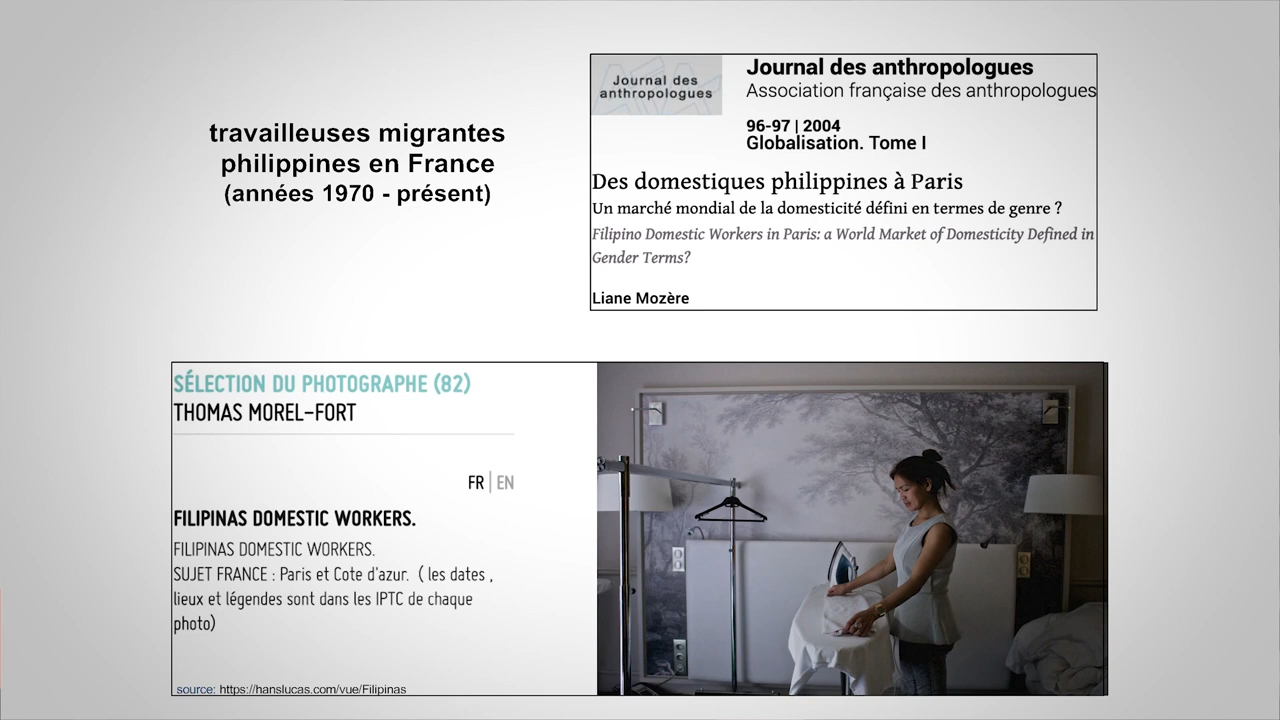 travailleuses migrantes
philippines en France
(années 1970 - présent)
Journal des
anthropologues
Journal des anthropologues
Association française des anthropologues
96-97 | 2004
Globalisation. Tome I
Des domestiques philippines à Paris
Un marché mondial de la domesticité défini en termes de genre ?
Filipino Domestic Workers in Paris: a World Market of Domesticity Defined in
Gender Terms?
Liane Mozère
SÉLECTION DU PHOTOGRAPHE (82)
THOMAS MOREL-FORT
FR | EN
FILIPINAS DOMESTIC WORKERS.
FILIPINAS DOMESTIC WORKERS.
SUJET FRANCE : Paris et Cote d'azur. ( les dates ,
lieux et légendes sont dans les IPTC de chaque
photo)
source: https://hanslucas.com/vue/Filipinas